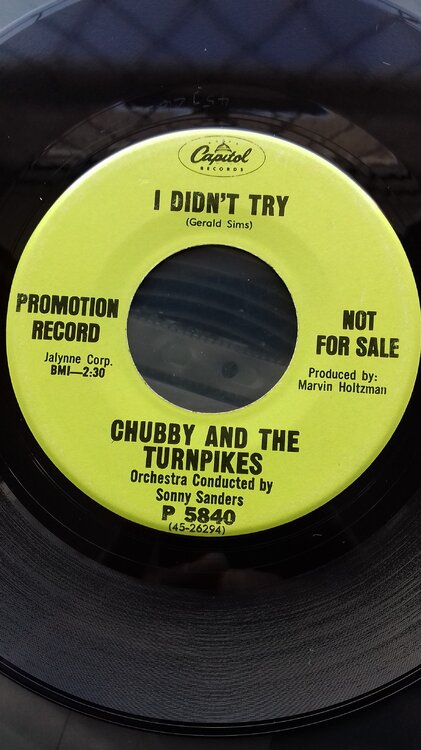 Capitol
RECORDS
I DIDN'T TRY
(Gerald Sims)
PROMOTION
RECORD
Jalynne Corp.
BMI—2:30
NOT
FOR SALE
Produced by:
Marvin Holtzman
CHUBBY AND THE
TURNPIKES
Orchestra Conducted by
Sonny Sanders
P 5840
(45-26294)